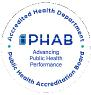 Accredited Health Department
PHAB
Advancing
Public Health
Performance
Public Health Accreditation Board